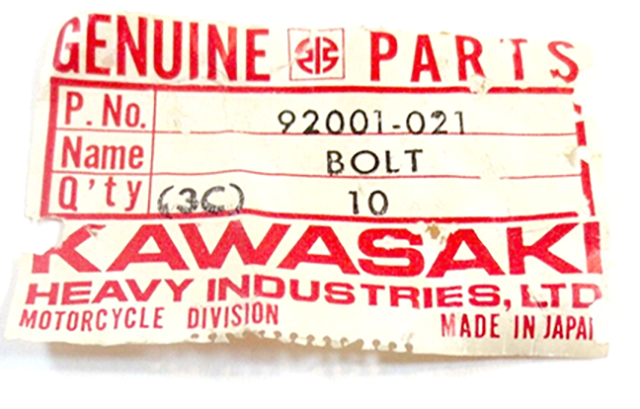 GENUINE PARTS
P. No. 92001-021
Name BOLT
Q'ty (3C) 10
KAWASAKI
HEAVY INDUSTRIES, LTD
MOTORCYCLE DIVISION MADE IN JAPAN